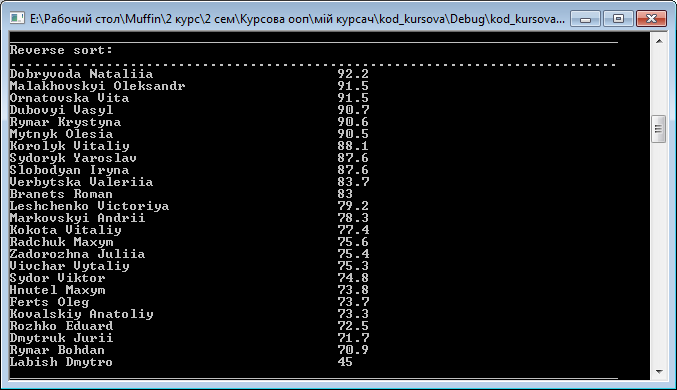 E:\Рабочий стол\Muffin\2 курс\2 сем\Курсова ооп\мій курсач\kod_kursova\Debug\kod_kursova...
Reverse sort:
Dobryvoda Nataliia 92.2
Malakhovskyi Oleksandr 91.5
Ornatovska Vita 91.5
Dubovyi Vasyl 90.7
Rymar Krystyna 90.6
Mytnyk Olesia 90.5
Korolyk Vitaliy 88.1
Sydoryk Yaroslav 87.6
Slobodyan Iryna 87.6
Verbytska Valeriia 83.7
Branets Roman 83
Leshchenko Victoriya 79.2
Markovskyi Andrii 78.3
Kokota Vitaliy 77.4
Radchuk Maxym 75.6
Zadorozhna Juliia 75.4
Vivchar Vytaliy 75.3
Sydor Viktor 74.8
Hnutel Maxym 73.8
Ferts Oleg 73.7
Kovalskiy Anatoliy 73.3
Rozhko Eduard 72.5
Dmytruk Jurii 71.7
Rymar Bohdan 70.9
Labish Dmytro 45